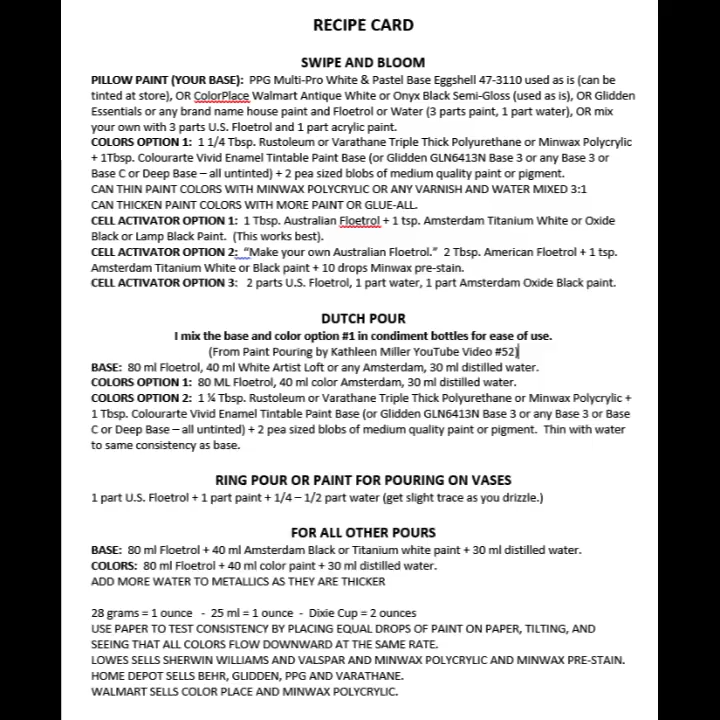 RECIPE CARD
SWIPE AND BLOOM
PILLOW PAINT (YOUR BASE): PPG Multi-Pro White & Pastel Base Eggshell 47-3110 used as is (can be
tinted at store), OR ColorPlace Walmart Antique White or Onyx Black Semi-Gloss (used as is), OR Glidden
Essentials or any brand name house paint and Floetrol or Water (3 parts paint, 1 part water), OR mix
your own with 3 parts U.S. Floetrol and 1 part acrylic paint.
COLORS OPTION 1: 1 1/4 Tbsp. Rustoleum or Varathane Triple Thick Polyurethane or Minwax Polycrylic
+ 1Tbsp. Colourarte Vivid Enamel Tintable Paint Base (or Glidden GLN6413N Base 3 or any Base 3 or
Base C or Deep Base – all untinted) + 2 pea sized blobs of medium quality paint or pigment.
CAN THIN PAINT COLORS WITH MINWAX POLYCRYLIC OR ANY VARNISH AND WATER MIXED 3:1
CAN THICKEN PAINT COLORS WITH MORE PAINT OR GLUE-ALL.
CELL ACTIVATOR OPTION 1: 1 Tbsp. Australian Floetrol + 1 tsp. Amsterdam Titanium White or Oxide
Black or Lamp Black Paint. (This works best).
CELL ACTIVATOR OPTION 2: “Make your own Australian Floetrol.” 2 Tbsp. American Floetrol + 1 tsp.
Amsterdam Titanium White or Black paint + 10 drops Minwax pre-stain.
CELL ACTIVATOR OPTION 3: 2 parts U.S. Floetrol, 1 part water, 1 part Amsterdam Oxide Black paint.
DUTCH POUR
I mix the base and color option #1 in condiment bottles for ease of use.
(From Paint Pouring by Kathleen Miller YouTube Video #52)
BASE: 80 ml Floetrol, 40 ml White Artist Loft or any Amsterdam, 30 ml distilled water.
COLORS OPTION 1: 80 ML Floetrol, 40 ml color Amsterdam, 30 ml distilled water.
COLORS OPTION 2: 1 ¼ Tbsp. Rustoleum or Varathane Triple Thick Polyurethane or Minwax Polycrylic +
1 Tbsp. Colourarte Vivid Enamel Tintable Paint Base (or Glidden GLN6413N Base 3 or any Base 3 or Base
C or Deep Base – all untinted) + 2 pea sized blobs of medium quality paint or pigment. Thin with water
to same consistency as base.
RING POUR OR PAINT FOR POURING ON VASES
1 part U.S. Floetrol + 1 part paint + 1/4 – 1/2 part water (get slight trace as you drizzle.)
FOR ALL OTHER POURS
BASE: 80 ml Floetrol + 40 ml Amsterdam Black or Titanium white paint + 30 ml distilled water.
COLORS: 80 ml Floetrol + 40 ml color paint + 30 ml distilled water.
ADD MORE WATER TO METALLICS AS THEY ARE THICKER
28 grams = 1 ounce - 25 ml = 1 ounce - Dixie Cup = 2 ounces
USE PAPER TO TEST CONSISTENCY BY PLACING EQUAL DROPS OF PAINT ON PAPER, TILTING, AND
SEEING THAT ALL COLORS FLOW DOWNWARD AT THE SAME RATE.
LOWES SELLS SHERWIN WILLIAMS AND VALSPAR AND MINWAX POLYCRYLIC AND MINWAX PRE-STAIN.
HOME DEPOT SELLS BEHR, GLIDDEN, PPG AND VARATHANE.
WALMART SELLS COLOR PLACE AND MINWAX POLYCRYLIC.